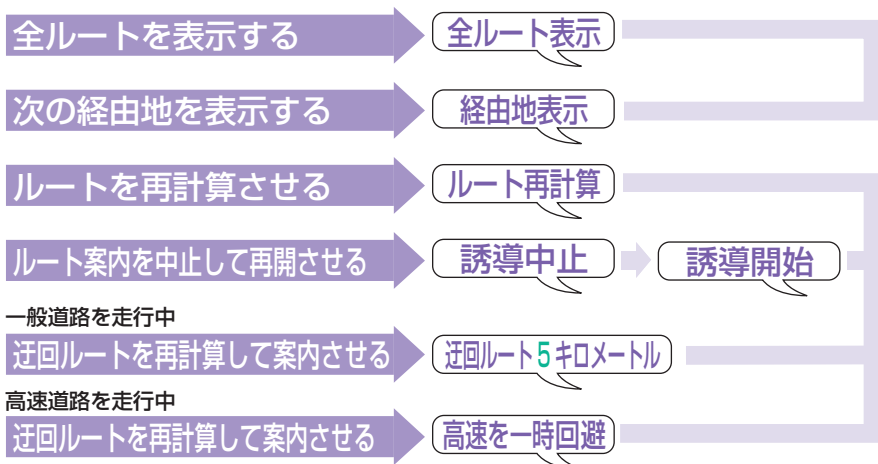 全ルートを表示する 全ルート表示
次の経由地を表示する 経由地表示
ルートを再計算させる ルート再計算
ルート案内を中止して再開させる 誘導中止 誘導開始
一般道路を走行中
迂回ルートを再計算して案内させる 迂回ルート5キロメートル
高速道路を走行中
迂回ルートを再計算して案内させる 高速を一時回避